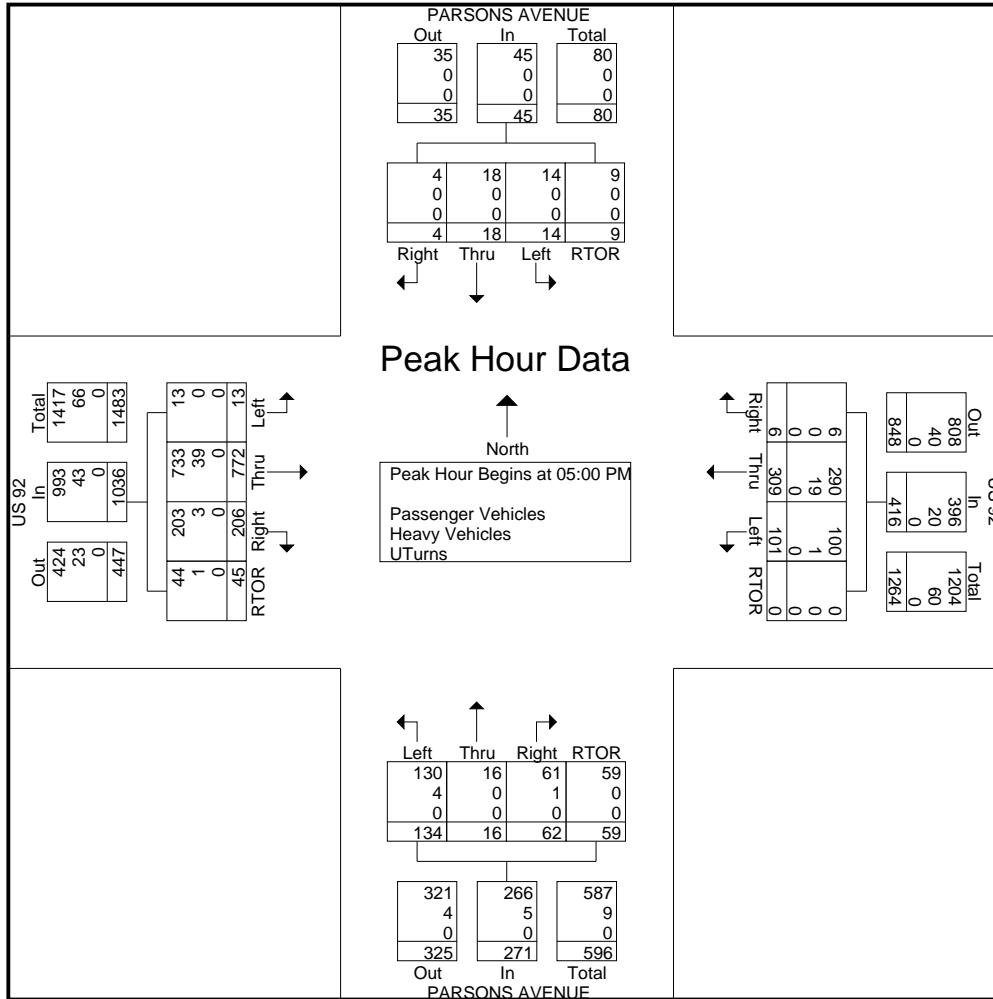 PARSONS AVENUE
Out In Total
35 45 80
0 0 0
0 0 0
35 45 80
4 18 14 9
0 0 0 0
0 0 0 0
4 18 14 9
Right Thru Left RTOR
Peak Hour Data
North
Peak Hour Begins at 05:00 PM
Passenger Vehicles
Heavy Vehicles
UTurns
US 92
Out In Total
424 993 1417
23 43 66
0 0 0
447 1036 1483
44 203 733 13
1 3 39 0
0 0 0 0
45 206 772 13
RTOR Right Thru Left
US 92
Out In Total
808 396 1204
40 20 60
0 0 0
848 416 1264
6 290 100 0
0 19 1 0
0 0 0 0
6 309 101 0
Right Thru Left RTOR
Left Thru Right RTOR
130 16 61 59
4 0 1 0
0 0 0 0
134 16 62 59
321 266 587
4 5 9
0 0 0
325 271 596
Out In Total
PARSONS AVENUE